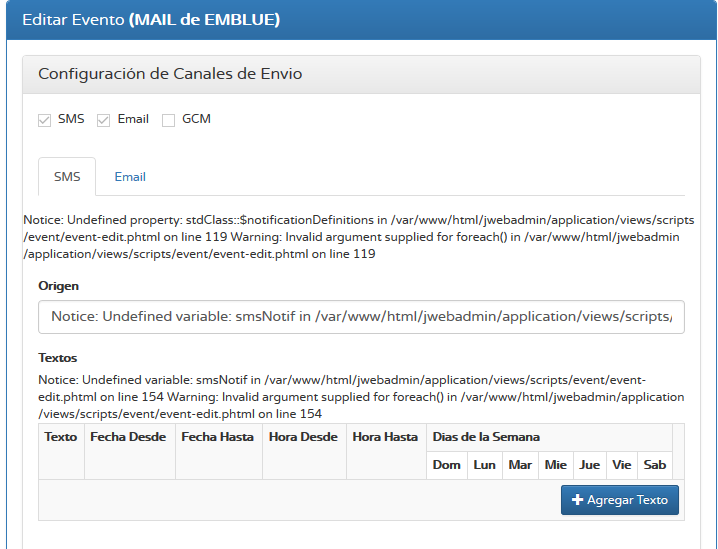 Editar Evento (MAIL de EMBLUE)
Configuración de Canales de Envio
SMS Email GCM
SMS Email
Notice: Undefined property: stdClass::$notificationDefinitions in /var/www/html/jwebadmin/application/views/scripts
/event/event-edit.phtml on line 119 Warning: Invalid argument supplied for foreach() in /var/www/html/jwebadmin
/application/views/scripts/event/event-edit.phtml on line 119
Origen
Notice: Undefined variable: smsNotif in /var/www/html/jwebadmin/application/views/scripts/
Textos
Notice: Undefined variable: smsNotif in /var/www/html/jwebadmin/application/views/scripts/event/event-
edit.phtml on line 154 Warning: Invalid argument supplied for foreach() in /var/www/html/jwebadmin/application
/views/scripts/event/event-edit.phtml on line 154
Texto Fecha Desde Fecha Hasta Hora Desde Hora Hasta Dias de la Semana
Dom Lun Mar Mie Jue Vie Sab
+ Agregar Texto